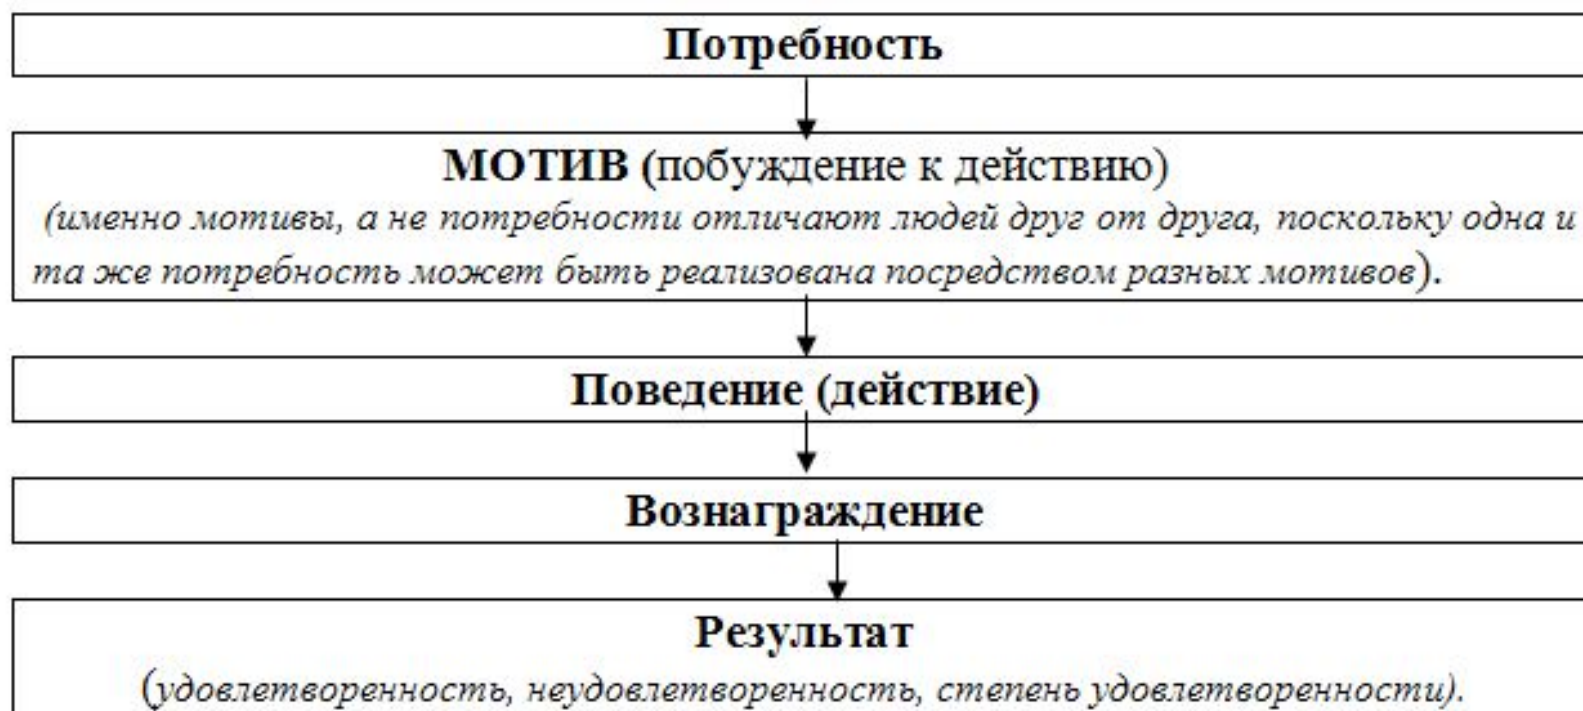 Потребность
МОТИВ (побуждение к действию)
(именно мотивы, а не потребности отличают людей друг от друга, поскольку одна и
та же потребность может быть реализована посредством разных мотивов).
Поведение (действие)
Вознаграждение
Результат
(удовлетворенность, неудовлетворенность, степень удовлетворенности).